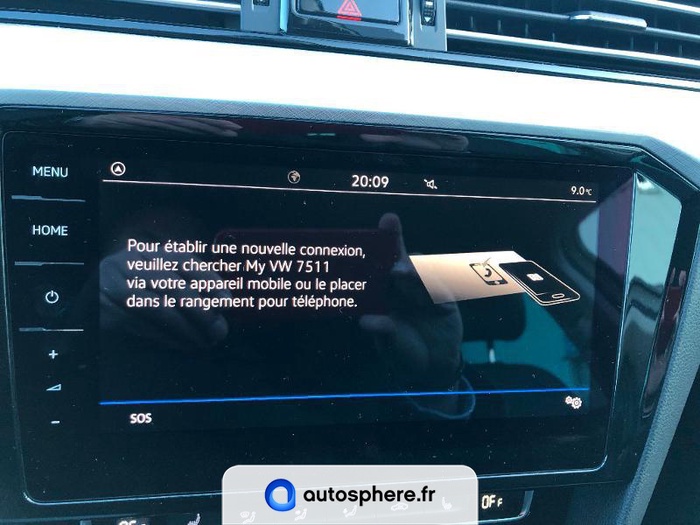 MENU
HOME
20:09
9.0°C
Pour établir une nouvelle connexion,
veuillez chercher My VW 7511
via votre appareil mobile ou le placer
dans le rangement pour téléphone.
+
-
SOS
autosphere.fr
OFF